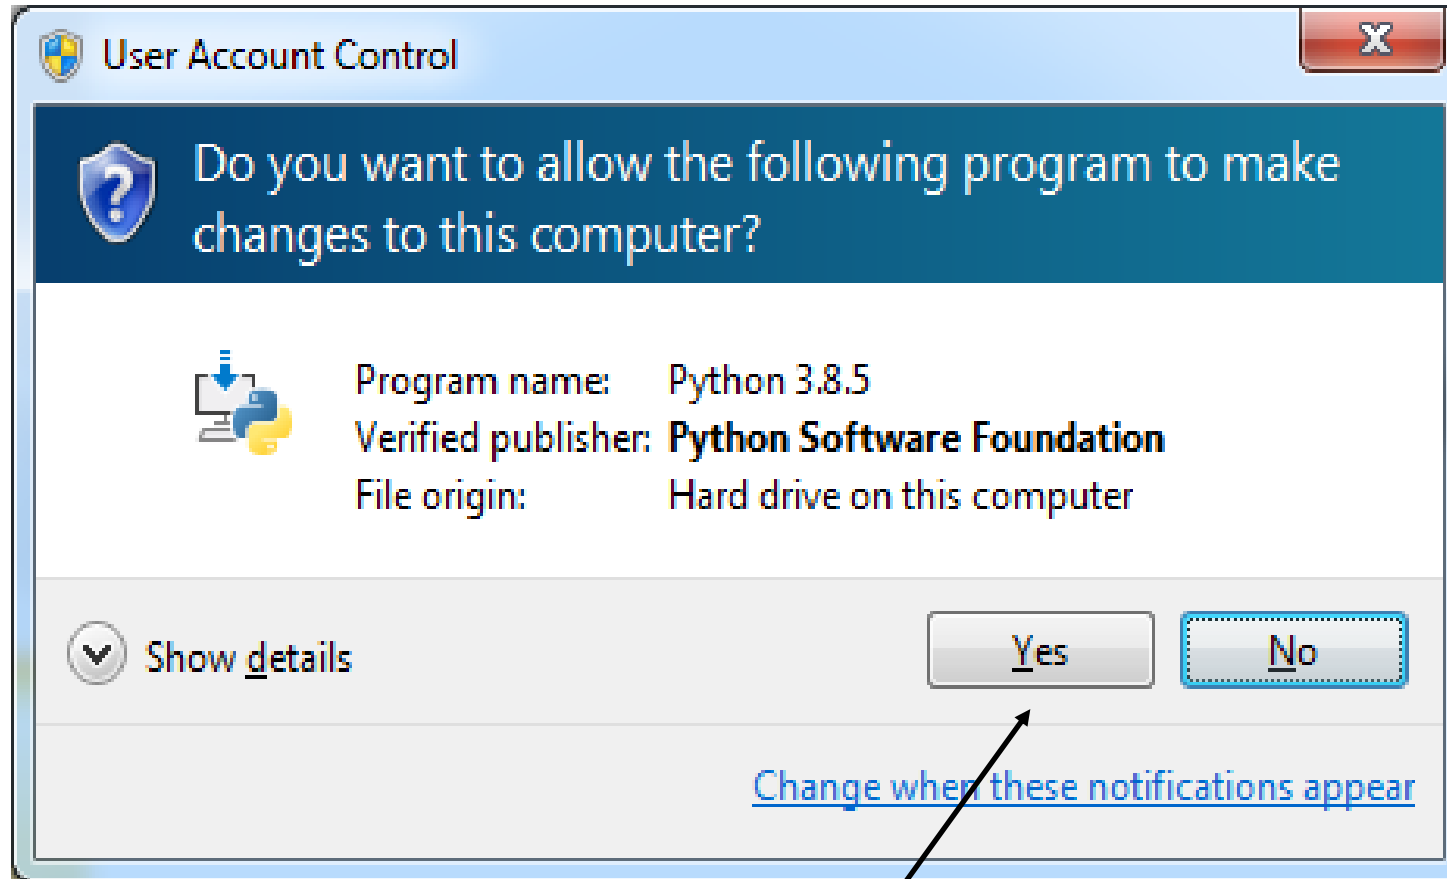 User Account Control
Do you want to allow the following program to make
changes to this computer?
Program name: Python 3.8.5
Verified publisher: Python Software Foundation
File origin: Hard drive on this computer
Show details Yes No
Change when these notifications appear